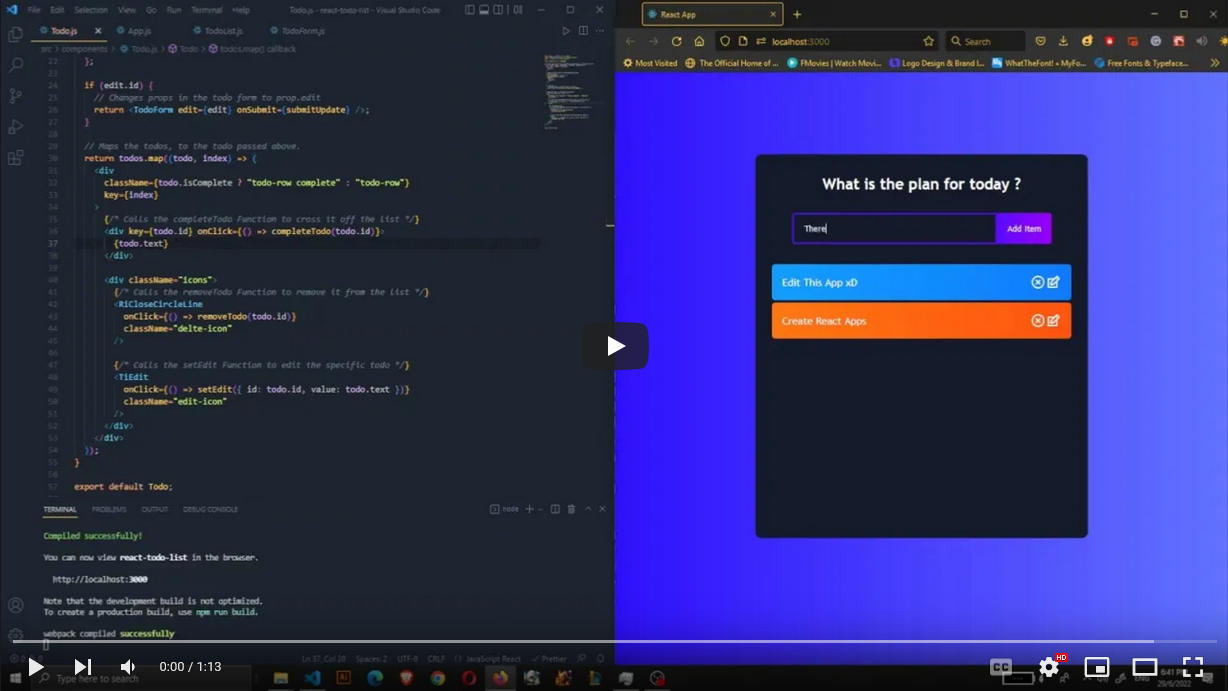 File Edit Selection View Go Run Terminal Help Todo.js - react-todo-list - Visual Studio Code
Todo.js App.js TodoList.js TodoForm.js
src > components > Todo.js > Todo > todos.map() callback
22 };
23
24 if (edit.id) {
25 // Changes props in the todo form to prop.edit
26 return <TodoForm edit={edit} onSubmit={submitUpdate} />;
27 }
28
29 // Maps the todos, to the todo passed above.
30 return todos.map((todo, index) => (
31 <div
32 className={todo.isComplete ? "todo-row complete" : "todo-row"}
33 key={index}
34 >
35 {/* Calls the completeTodo Function to cross it off the list */}
36 <div key={todo.id} onClick={() => completeTodo(todo.id)}>
37 {todo.text}
38 </div>
39
40 <div className="icons">
41 {/* Calls the removeTodo Function to remove it from the list */}
42 <RiCloseCircleLine
43 onClick={() => removeTodo(todo.id)}
44 className="delte-icon"
45 />
46
47 {/* Calls the setEdit Function to edit the specific todo */}
48 <TiEdit
49 onClick={() => setEdit({ id: todo.id, value: todo.text })}
50 className="edit-icon"
51 />
52 </div>
53 </div>
54 ));
55 }
56
57 export default Todo;
TERMINAL PROBLEMS OUTPUT DEBUG CONSOLE node
Compiled successfully!
You can now view react-todo-list in the browser.
http://localhost:3000
Note that the development build is not optimized.
To create a production build, use npm run build.
webpack compiled successfully
Ln 37, Col 20 Spaces: 2 UTF-8 CRLF JavaScript React Prettier
Type here to search
React App
localhost:3000 Search
Most Visited The Official Home of ... FMovies | Watch Movi... Logo Design & Brand I... WhatTheFont! « MyFo... Free Fonts & Typeface...
What is the plan for today ?
There Add Item
Edit This App xD
Create React Apps
0:00 / 1:13
CC HD
ENG 6:41 PM
29/6/2022